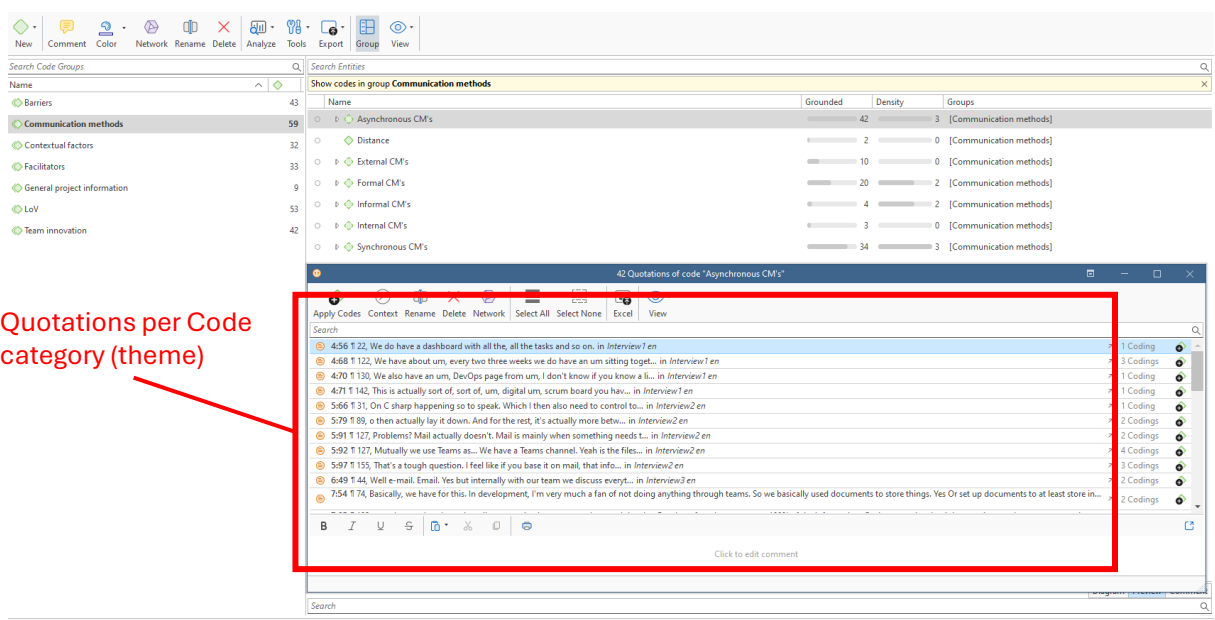 New Comment Color Network Rename Delete Analyze Tools Export Group View
Search Code Groups
Name
Barriers 43
Communication methods 59
Contextual factors 32
Facilitators 33
General project information 9
LoV 53
Team innovation 42
Search Entities
Show codes in group Communication methods
Name Grounded Density Groups
Asynchronous CM's 42 3 [Communication methods]
Distance 2 0 [Communication methods]
External CM's 10 0 [Communication methods]
Formal CM's 20 2 [Communication methods]
Informal CM's 4 2 [Communication methods]
Internal CM's 3 0 [Communication methods]
Synchronous CM's 34 3 [Communication methods]
42 Quotations of code "Asynchronous CM's"
Apply Codes Context Rename Delete Network Select All Select None Excel View
Search
4:56 ¶ 22, We do have a dashboard with all the, all the tasks and so on. in Interview1 en 1 Coding
4:68 ¶ 122, We have about um, every two three weeks we do have an um sitting toget... in Interview1 en 3 Codings
4:70 ¶ 130, We also have an um, DevOps page from um, I don't know if you know a li... in Interview1 en 1 Coding
4:71 ¶ 142, This is actually sort of, sort of, um, digital um, scrum board you hav... in Interview1 en 1 Coding
5:66 ¶ 31, On C sharp happening so to speak. Which I then also need to control to... in Interview2 en 1 Coding
5:79 ¶ 89, o then actually lay it down. And for the rest, it's actually more betw... in Interview2 en 2 Codings
5:91 ¶ 127, Problems? Mail actually doesn't. Mail is mainly when something needs t... in Interview2 en 2 Codings
5:92 ¶ 127, Mutually we use Teams as... We have a Teams channel. Yeah is the files... in Interview2 en 4 Codings
5:97 ¶ 155, That's a tough question. I feel like if you base it on mail, that info... in Interview2 en 3 Codings
6:49 ¶ 44, Well e-mail. Email. Yes but internally with our team we discuss everyt... in Interview3 en 2 Codings
7:54 ¶ 74, Basically, we have for this. In development, I'm very much a fan of not doing anything through teams. So we basically used documents to store things. Yes Or set up documents to at least store in... 2 Codings
B I U S
Click to edit comment
Search
Quotations per Code
category (theme)